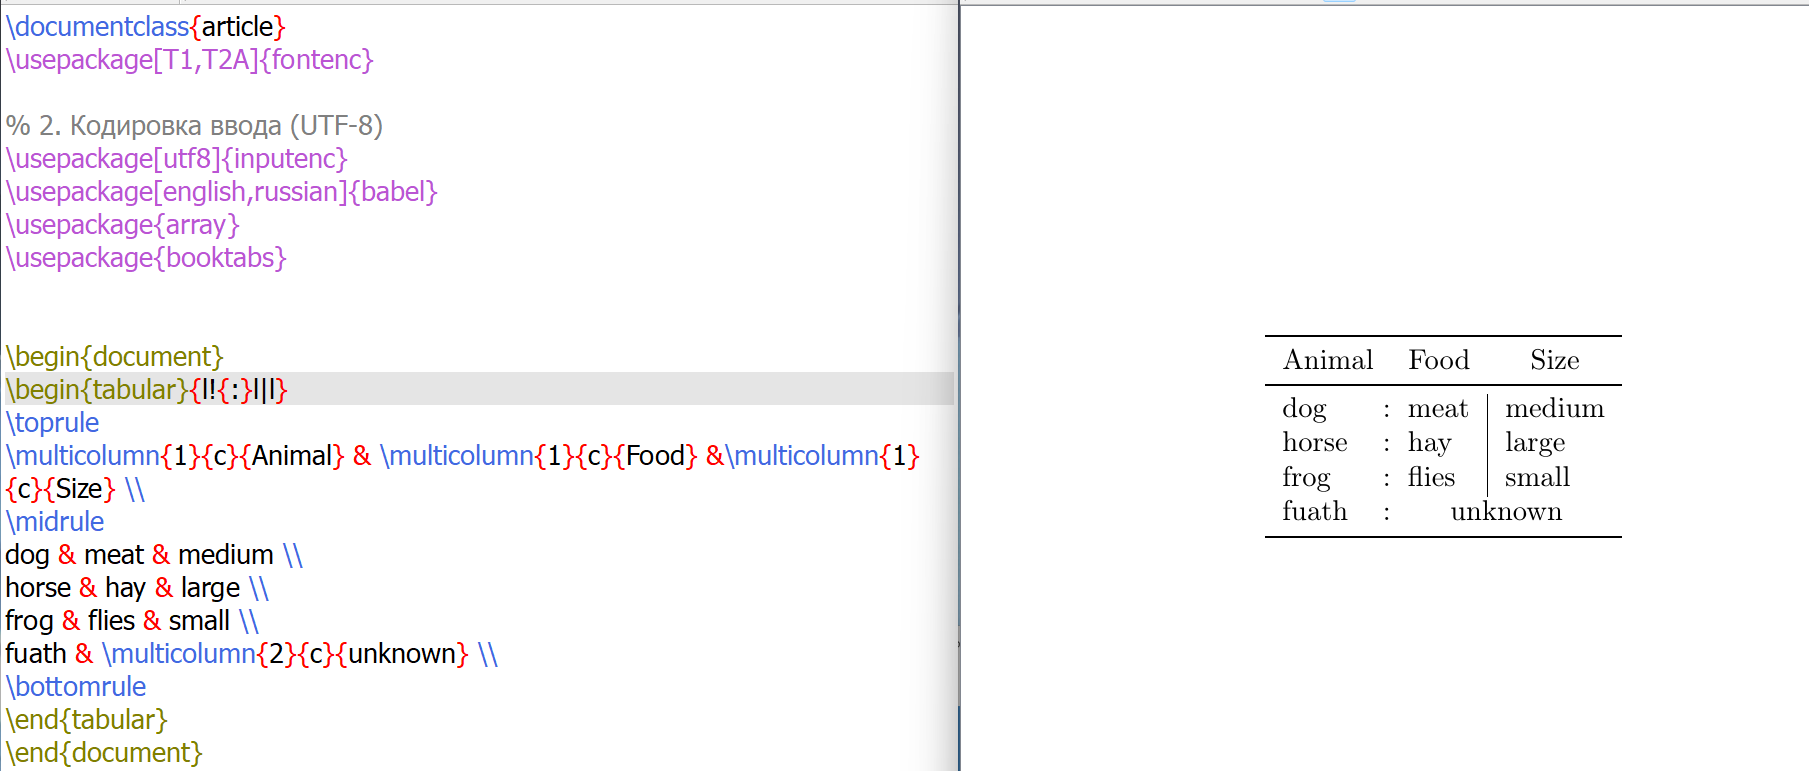 \documentclass{article}
\usepackage[T1,T2A]{fontenc}
% 2. Кодировка ввода (UTF-8)
\usepackage[utf8]{inputenc}
\usepackage[english,russian]{babel}
\usepackage{array}
\usepackage{booktabs}
\begin{document}
\begin{tabular}{l!{:}l|l}
\toprule
\multicolumn{1}{c}{Animal} & \multicolumn{1}{c}{Food} &\multicolumn{1}
{c}{Size} \\
\midrule
dog & meat & medium \\
horse & hay & large \\
frog & flies & small \\
fuath & \multicolumn{2}{c}{unknown} \\
\bottomrule
\end{tabular}
\end{document}
Animal Food Size
dog : meat medium
horse : hay large
frog : flies small
fuath : unknown